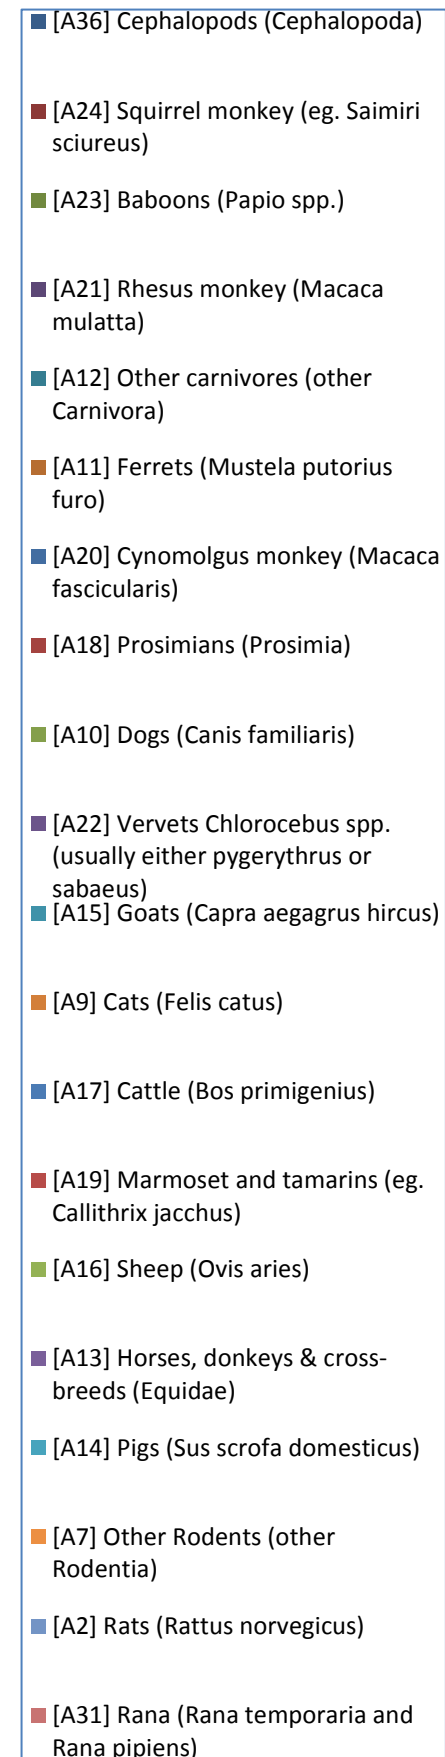 [A36] Cephalopods (Cephalopoda)
[A24] Squirrel monkey (eg. Saimiri
sciureus)
[A23] Baboons (Papio spp.)
[A21] Rhesus monkey (Macaca
mulatta)
[A12] Other carnivores (other
Carnivora)
[A11] Ferrets (Mustela putorius
furo)
[A20] Cynomolgus monkey (Macaca
fascicularis)
[A18] Prosimians (Prosimia)
[A10] Dogs (Canis familiaris)
[A22] Vervets Chlorocebus spp.
(usually either pygerythrus or
sabaeus)
[A15] Goats (Capra aegagrus hircus)
[A9] Cats (Felis catus)
[A17] Cattle (Bos primigenius)
[A19] Marmoset and tamarins (eg.
Callithrix jacchus)
[A16] Sheep (Ovis aries)
[A13] Horses, donkeys & cross-
breeds (Equidae)
[A14] Pigs (Sus scrofa domesticus)
[A7] Other Rodents (other
Rodentia)
[A2] Rats (Rattus norvegicus)
[A31] Rana (Rana temporaria and
Rana pipiens)